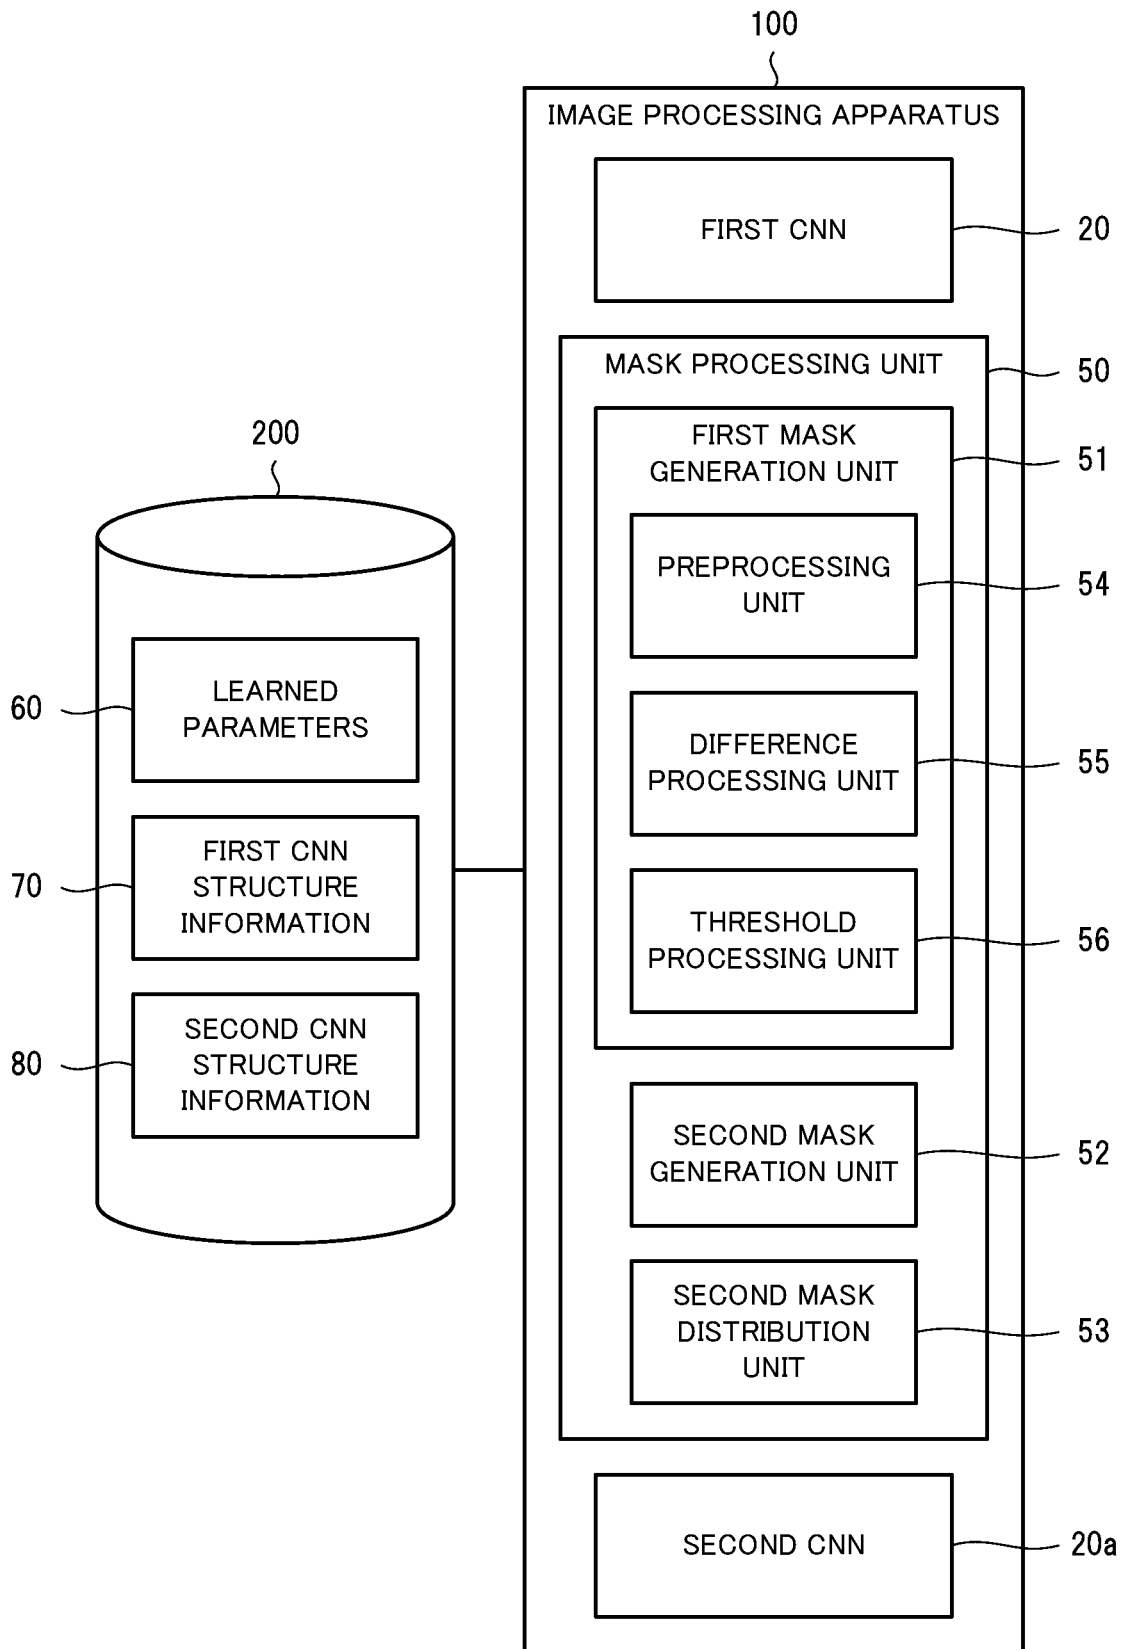 100
IMAGE PROCESSING APPARATUS
FIRST CNN
20
MASK PROCESSING UNIT
50
FIRST MASK
GENERATION UNIT
51
PREPROCESSING
UNIT
54
DIFFERENCE
PROCESSING UNIT
55
THRESHOLD
PROCESSING UNIT
56
SECOND MASK
GENERATION UNIT
52
SECOND MASK
DISTRIBUTION
UNIT
53
SECOND CNN
20a
200
LEARNED
PARAMETERS
60
FIRST CNN
STRUCTURE
INFORMATION
70
SECOND CNN
STRUCTURE
INFORMATION
80